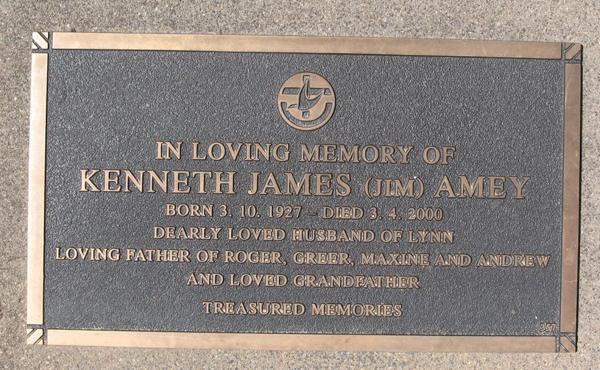 IN LOVING MEMORY OF
KENNETH JAMES (JIM) AMEY
BORN 3. 10. 1927 – DIED 3. 4. 2000
DEARLY LOVED HUSBAND OF LYNN
LOVING FATHER OF ROGER, GREER, MAXINE AND ANDREW
AND LOVED GRANDFATHER
TREASURED MEMORIES